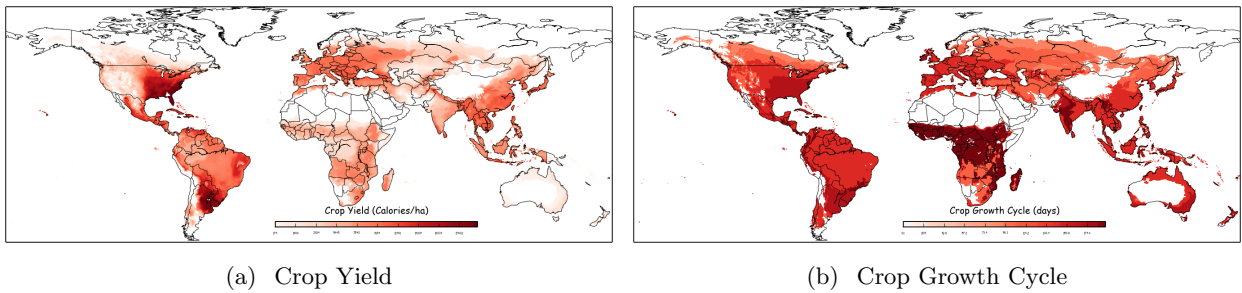 Crop Yield (Calories/ha)
Crop Growth Cycle (days)
(a) Crop Yield
(b) Crop Growth Cycle